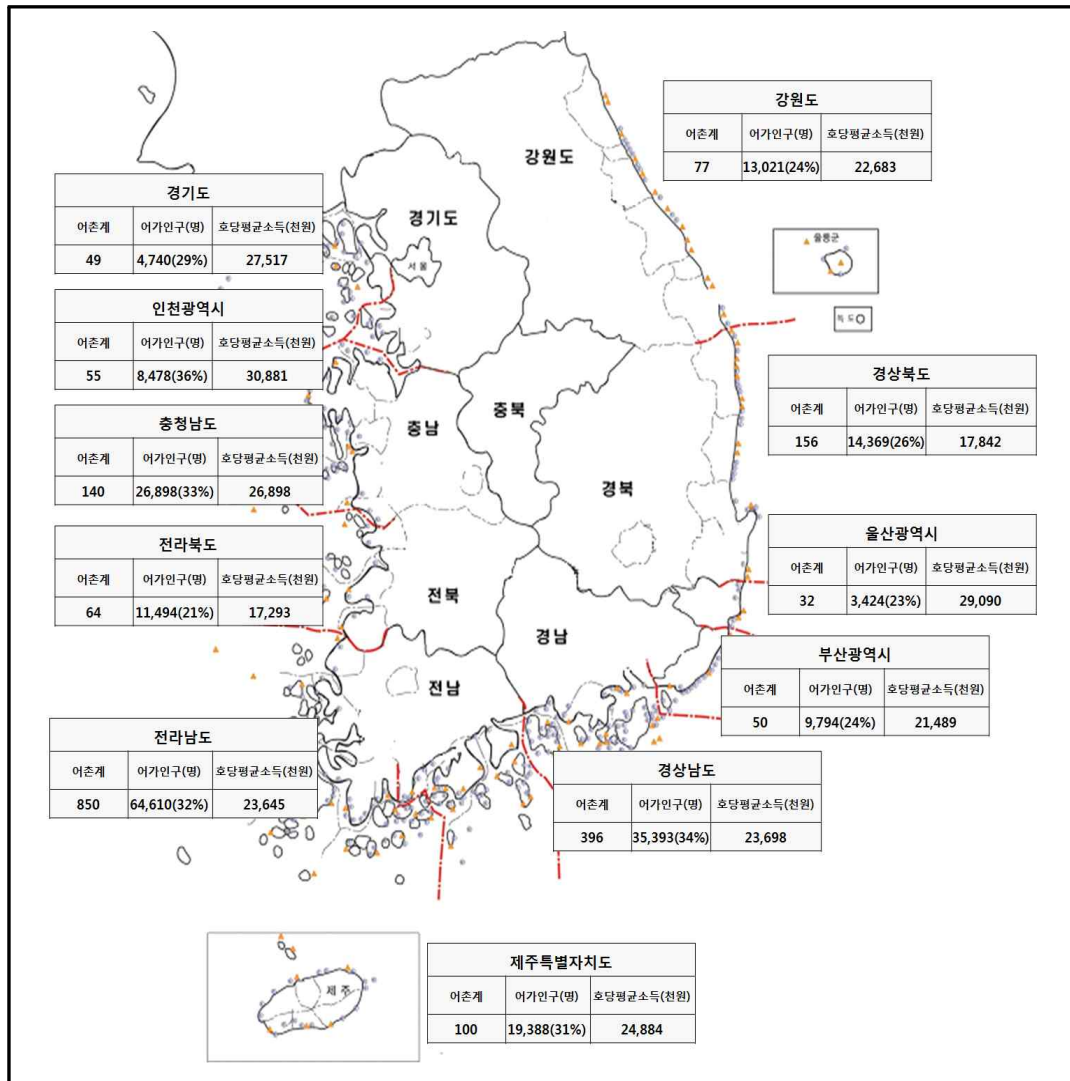 강원도
어촌계 어가인구(명) 호당평균소득(천원)
77 13,021(24%) 22,683
강원도
경기도
어촌계 어가인구(명) 호당평균소득(천원)
49 4,740(29%) 27,517
경기도
서울
울릉군
독도
인천광역시
어촌계 어가인구(명) 호당평균소득(천원)
55 8,478(36%) 30,881
경상북도
어촌계 어가인구(명) 호당평균소득(천원)
156 14,369(26%) 17,842
충북
충남
충청남도
어촌계 어가인구(명) 호당평균소득(천원)
140 26,898(33%) 26,898
경북
울산광역시
어촌계 어가인구(명) 호당평균소득(천원)
32 3,424(23%) 29,090
전라북도
어촌계 어가인구(명) 호당평균소득(천원)
64 11,494(21%) 17,293
전북
경남
부산광역시
어촌계 어가인구(명) 호당평균소득(천원)
50 9,794(24%) 21,489
전남
전라남도
어촌계 어가인구(명) 호당평균소득(천원)
850 64,610(32%) 23,645
경상남도
어촌계 어가인구(명) 호당평균소득(천원)
396 35,393(34%) 23,698
제주특별자치도
어촌계 어가인구(명) 호당평균소득(천원)
100 19,388(31%) 24,884
제주